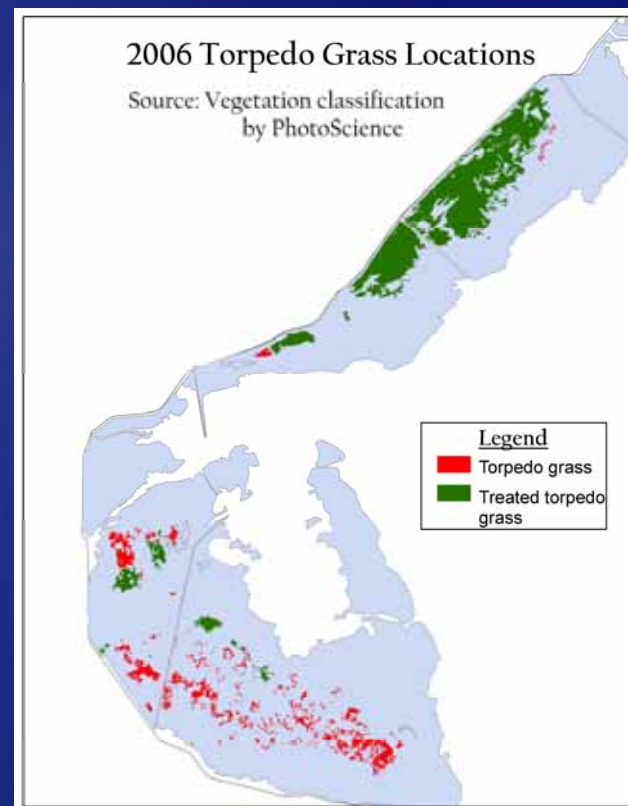 2006 Torpedo Grass Locations
Source: Vegetation classification
by PhotoScience
Legend
Torpedo grass
Treated torpedo
grass